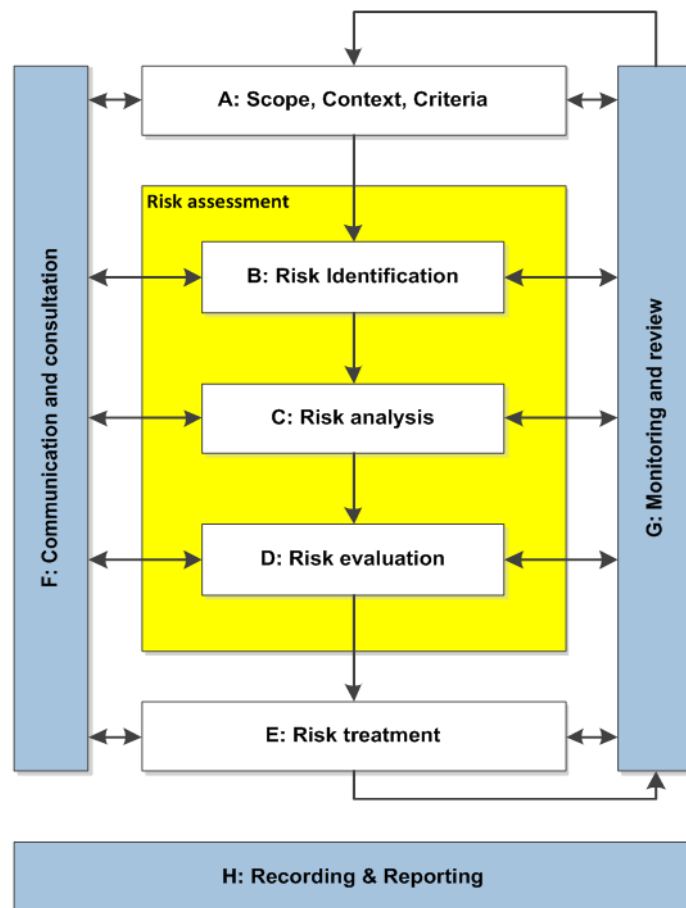 A: Scope, Context, Criteria
Risk assessment
B: Risk Identification
C: Risk analysis
D: Risk evaluation
E: Risk treatment
F: Communication and consultation
G: Monitoring and review
H: Recording & Reporting